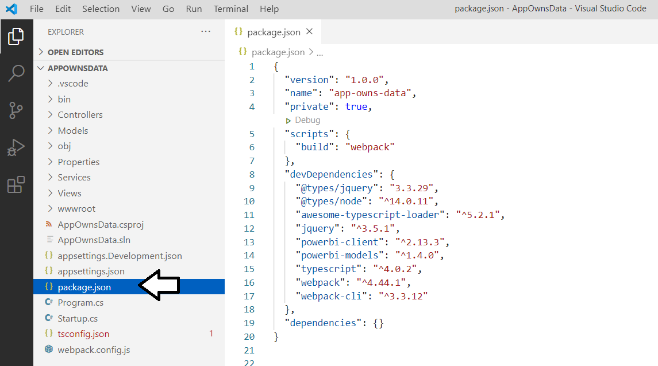 File Edit Selection View Go Run Terminal Help package.json - AppOwnsData - Visual Studio Code
EXPLORER ...
OPEN EDITORS
APPOWNSDATA
.vscode
bin
Controllers
Models
obj
Properties
Services
Views
wwwroot
AppOwnsData.csproj
AppOwnsData.sln
{} appsettings.Development.json
{} appsettings.json
{} package.json
C# Program.cs
C# Startup.cs
{} tsconfig.json 1
webpack.config.js
{} package.json ×
{} package.json > ...
1 {
2 "version": "1.0.0",
3 "name": "app-owns-data",
4 "private": true,
Debug
5 "scripts": {
6 "build": "webpack"
7 },
8 "devDependencies": {
9 "@types/jquery": "3.3.29",
10 "@types/node": "^14.0.11",
11 "awesome-typescript-loader": "^5.2.1",
12 "jquery": "^3.5.1",
13 "powerbi-client": "^2.13.3",
14 "powerbi-models": "^1.4.0",
15 "typescript": "^4.0.2",
16 "webpack": "^4.44.1",
17 "webpack-cli": "^3.3.12"
18 },
19 "dependencies": {}
20 }
21
22